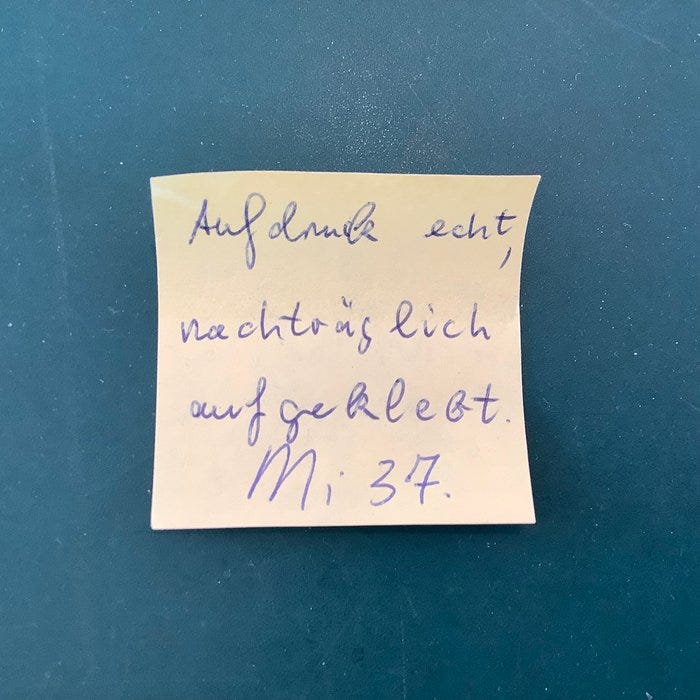 Aufdruck echt,
nachträglich
aufgeklebt.
Mi 37.